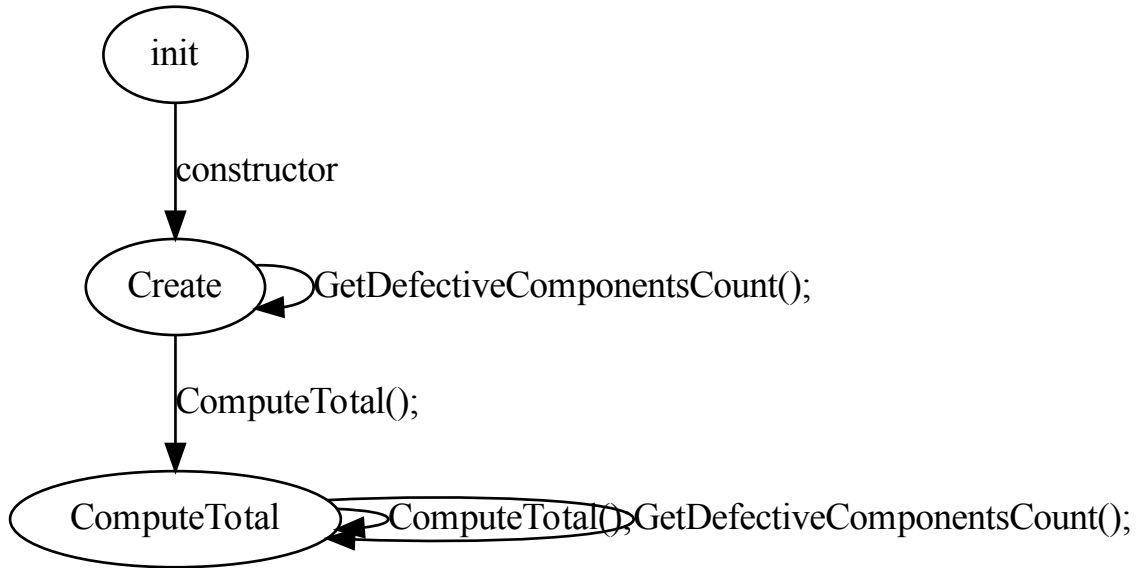 init
constructor
Create
GetDefectiveComponentsCount();
ComputeTotal();
ComputeTotal
ComputeTotal();
GetDefectiveComponentsCount();